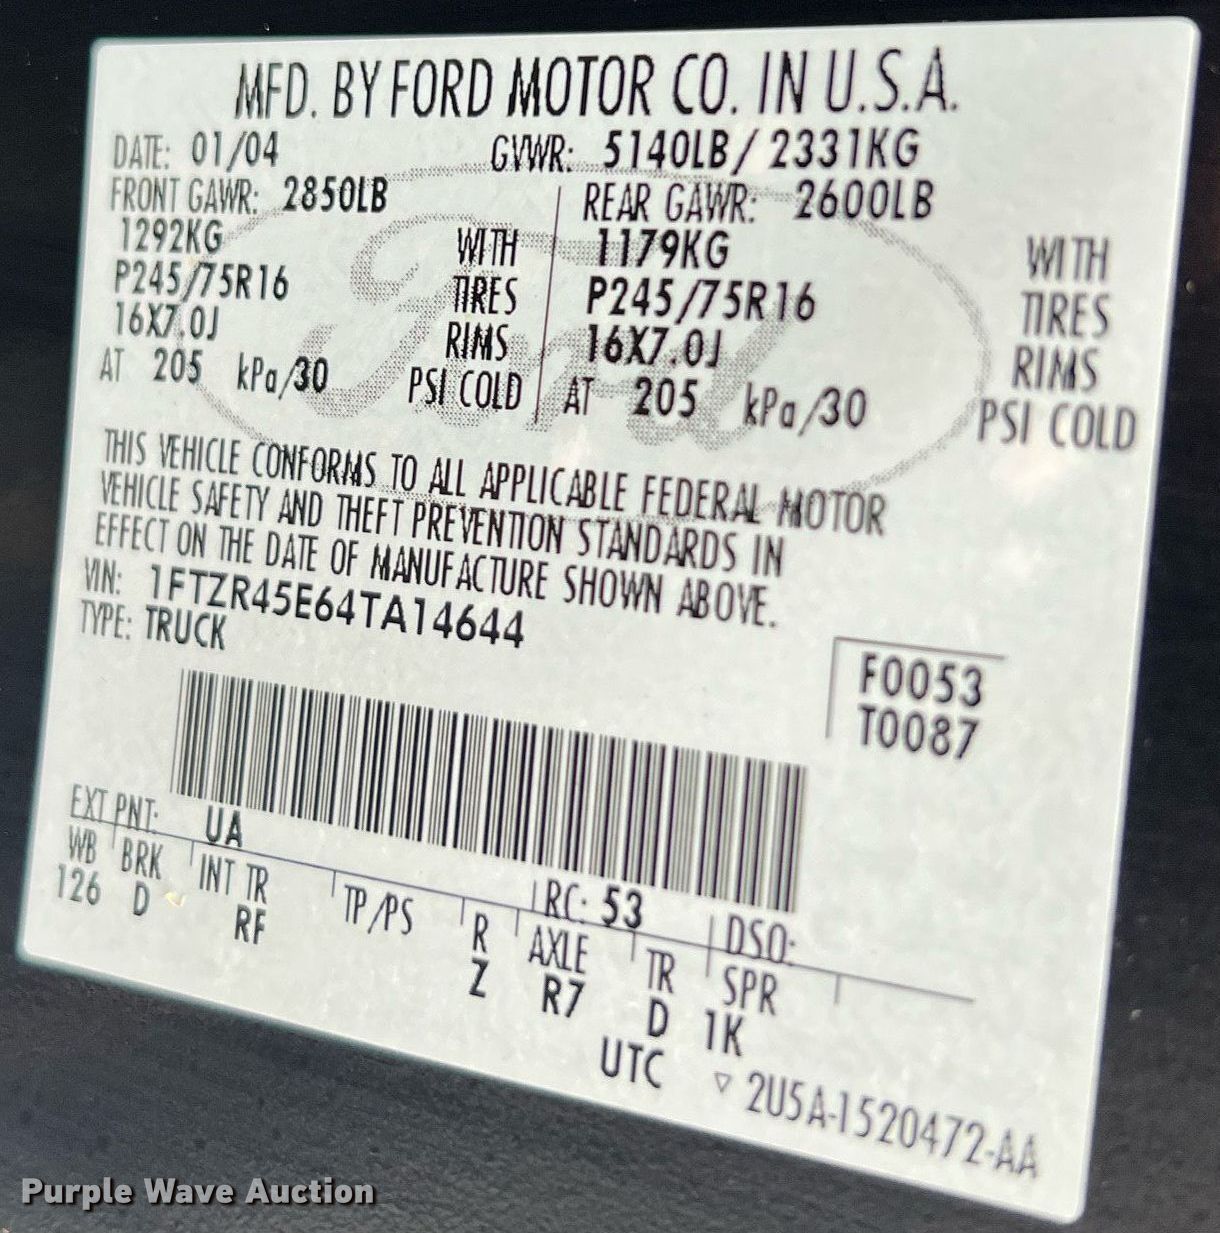 MFD. BY FORD MOTOR CO. IN U.S.A.
DATE: 01/04 GVWR: 5140LB / 2331KG
FRONT GAWR: 2850LB REAR GAWR: 2600LB
1292KG WITH 1179KG WITH
P245/75R16 TIRES P245/75R16 TIRES
16X7.0J RIMS 16X7.0J RIMS
AT 205 kPa/30 PSI COLD AT 205 kPa/30 PSI COLD
THIS VEHICLE CONFORMS TO ALL APPLICABLE FEDERAL MOTOR
VEHICLE SAFETY AND THEFT PREVENTION STANDARDS IN
EFFECT ON THE DATE OF MANUFACTURE SHOWN ABOVE.
VIN: 1FTZR45E64TA14644
TYPE: TRUCK
F0053
T0087
EXT PNT: UA RC: 53 DSO:
WB BRK INT TR TP/PS R AXLE TR SPR
126 D RF Z R7 D 1K
UTC ▽ 2U5A-1520472-AA
Ford
Purple Wave Auction